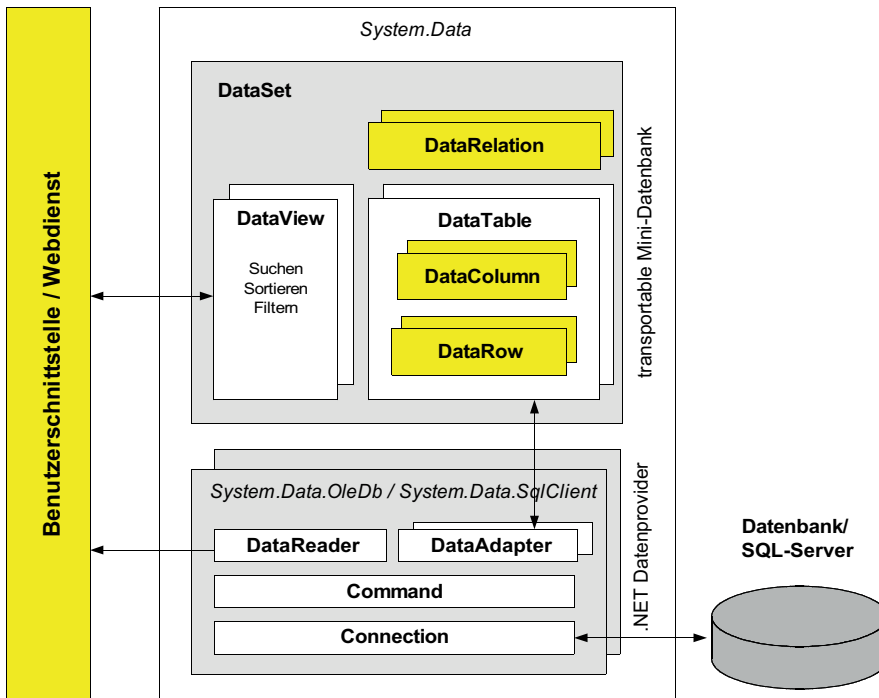 Benutzerschnittstelle / Webdienst
System.Data
DataSet
DataRelation
DataView
Suchen
Sortieren
Filtern
DataTable
DataColumn
DataRow
transportable Mini-Datenbank
System.Data.OleDb / System.Data.SqlClient
DataReader
DataAdapter
Command
Connection
.NET Datenprovider
Datenbank/
SQL-Server